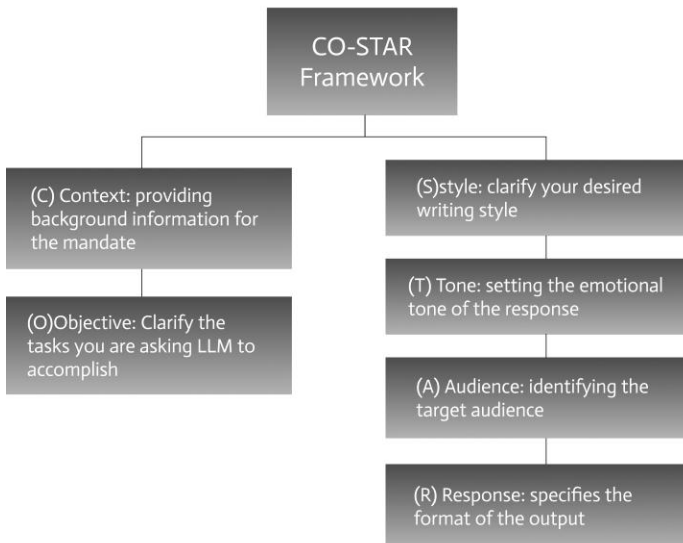 CO-STAR
Framework
(C) Context: providing
background information for
the mandate
(O)Objective: Clarify the
tasks you are asking LLM to
accomplish
(S)style: clarify your desired
writing style
(T) Tone: setting the emotional
tone of the response
(A) Audience: identifying the
target audience
(R) Response: specifies the
format of the output